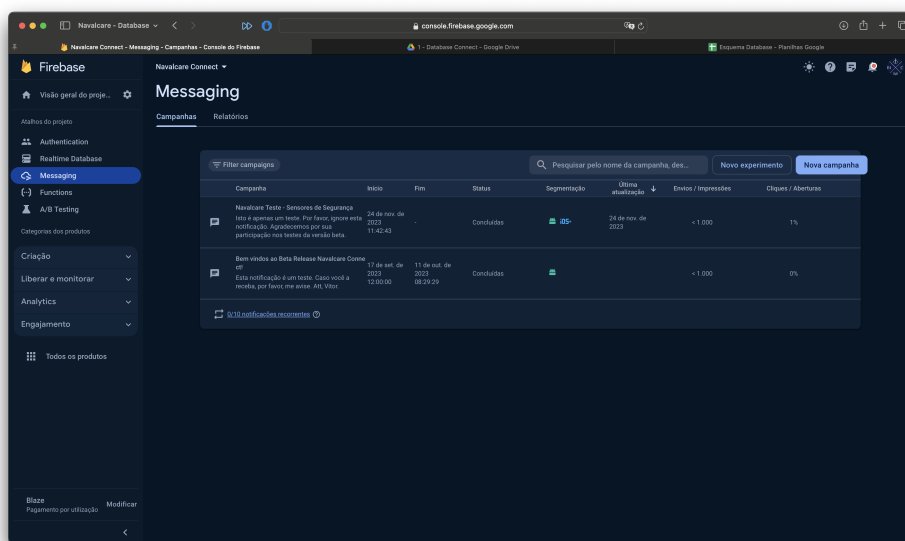 Navalcare - Database
console.firebase.google.com
Navalcare Connect - Messaging - Campanhas - Console do Firebase
1 - Database Connect - Google Drive
Esquema Database - Planilhas Google
Firebase
Navalcare Connect
Visão geral do proje...
Messaging
Campanhas
Relatórios
Atalhos do projeto
Authentication
Realtime Database
Messaging
Functions
A/B Testing
Categorias dos produtos
Criação
Liberar e monitorar
Analytics
Engajamento
Todos os produtos
Blaze
Pagamento por utilização
Modificar
Filter campaigns
Pesquisar pelo nome da campanha, des...
Novo experimento
Nova campanha
Campanha
Início
Fim
Status
Segmentação
Última
atualização
Envios / Impressões
Cliques / Aberturas
Navalcare Teste - Sensores de Segurança
Isto é apenas um teste. Por favor, ignore esta
notificação. Agradecemos por sua
participação nos testes da versão beta.
24 de nov. de
2023
11:42:43
-
Concluídas
iOS+
24 de nov. de
2023
< 1.000
1%
Bem vindos ao Beta Release Navalcare Conne
ct!
Esta notificação é um teste. Caso você a
receba, por favor, me avise. Att, Vitor.
17 de set. de
2023
12:00:00
11 de out. de
2023
08:29:29
Concluídas
< 1.000
0%
0/10 notificações recorrentes